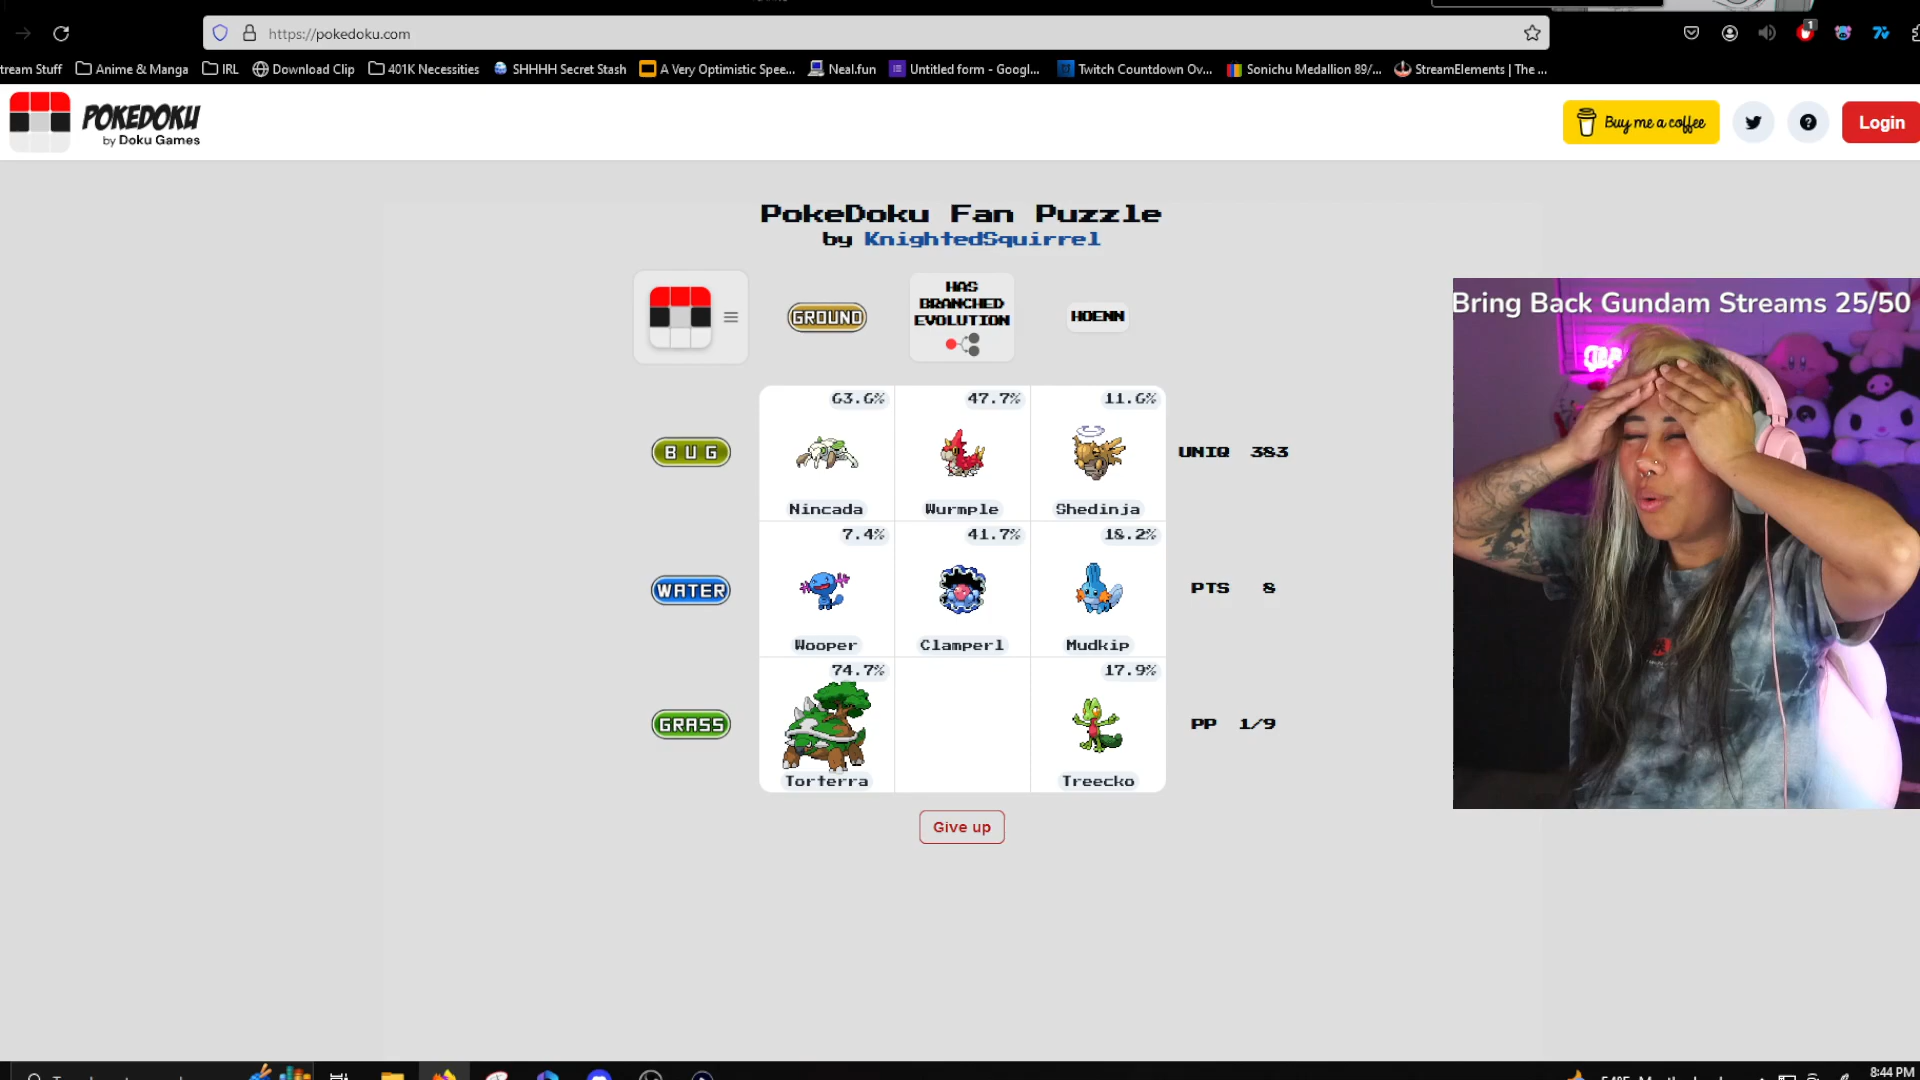 https://pokedoku.com
1
tream Stuff Anime & Manga IRL Download Clip 401K Necessities SHHHH Secret Stash A Very Optimistic Spee... Neal.fun Untitled form - Googl... Twitch Countdown Ov... Sonichu Medallion 89/... StreamElements | The ...
POKEDOKU
by Doku Games
Buy me a coffee
?
Login
PokeDoku Fan Puzzle
by KnightedSquirrel
GROUND
HAS
BRANCHED
EVOLUTION
HOENN
Bring Back Gundam Streams 25/50
63.6% 47.7% 11.6%
BUG
UNIQ 383
Nincada Wurmple Shedinja
7.4% 41.7% 18.2%
WATER
PTS 8
Wooper Clamperl Mudkip
74.7% 17.9%
GRASS
PP 1/9
Torterra Treecko
Give up
8:44 PM